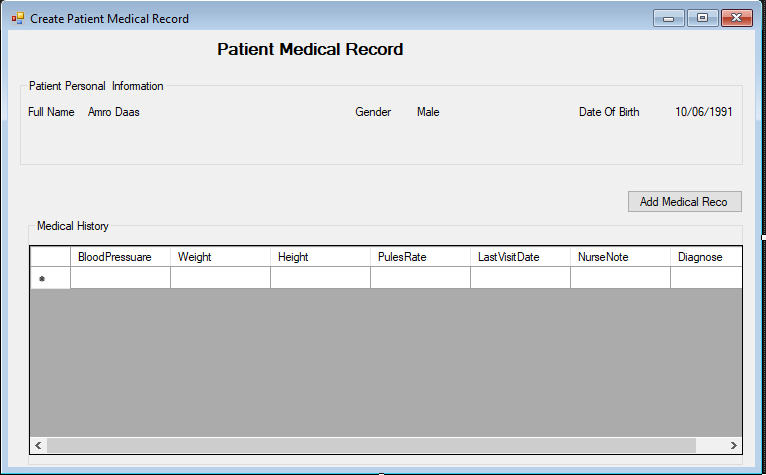 Create Patient Medical Record
Patient Medical Record
Patient Personal Information
Full Name Amro Daas Gender Male Date Of Birth 10/06/1991
Add Medical Reco
Medical History
BloodPressuare Weight Height PulesRate LastVisitDate NurseNote Diagnose